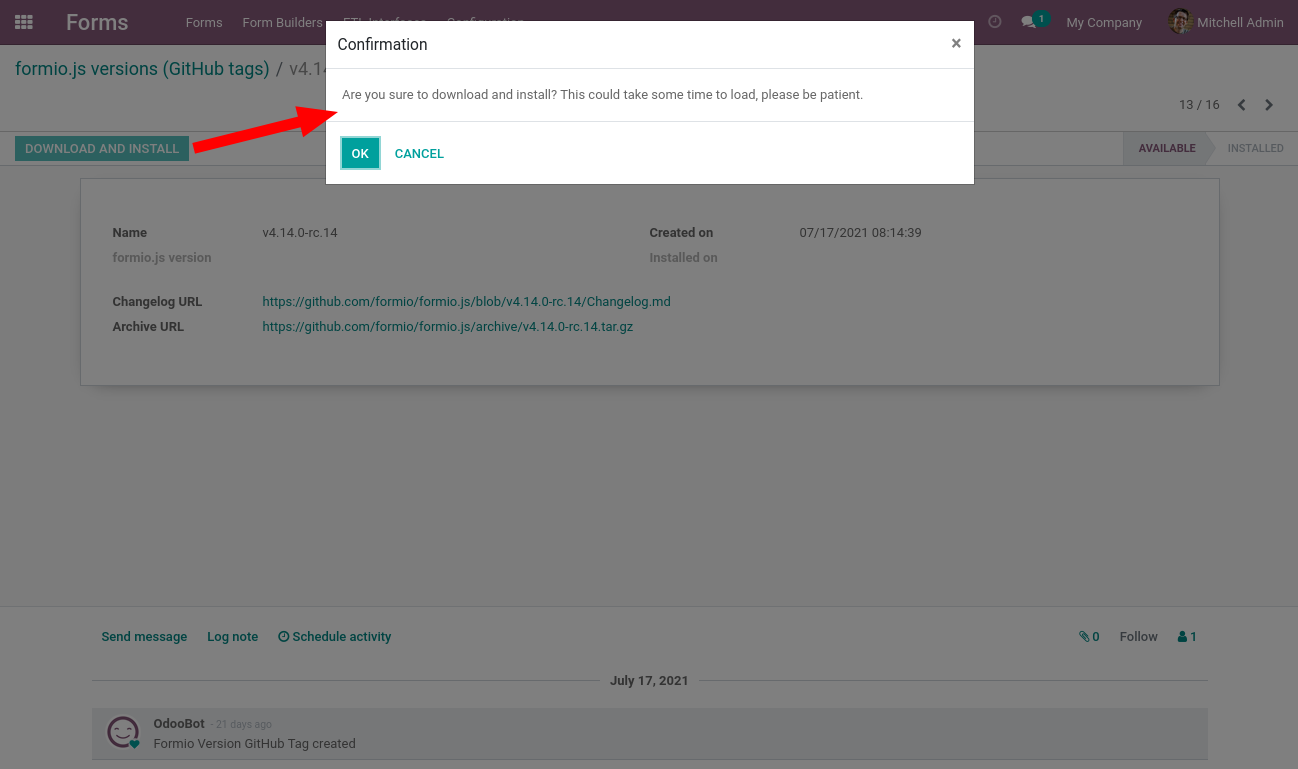 Forms
Forms Form Builders ETL Interfaces Configuration
1 My Company Mitchell Admin
Confirmation ×
formio.js versions (GitHub tags) / v4.14
Are you sure to download and install? This could take some time to load, please be patient.
13 / 16
DOWNLOAD AND INSTALL
OK CANCEL
AVAILABLE INSTALLED
Name v4.14.0-rc.14 Created on 07/17/2021 08:14:39
formio.js version Installed on
Changelog URL https://github.com/formio/formio.js/blob/v4.14.0-rc.14/Changelog.md
Archive URL https://github.com/formio/formio.js/archive/v4.14.0-rc.14.tar.gz
Send message Log note Schedule activity 0 Follow 1
July 17, 2021
OdooBot - 21 days ago
Formio Version GitHub Tag created